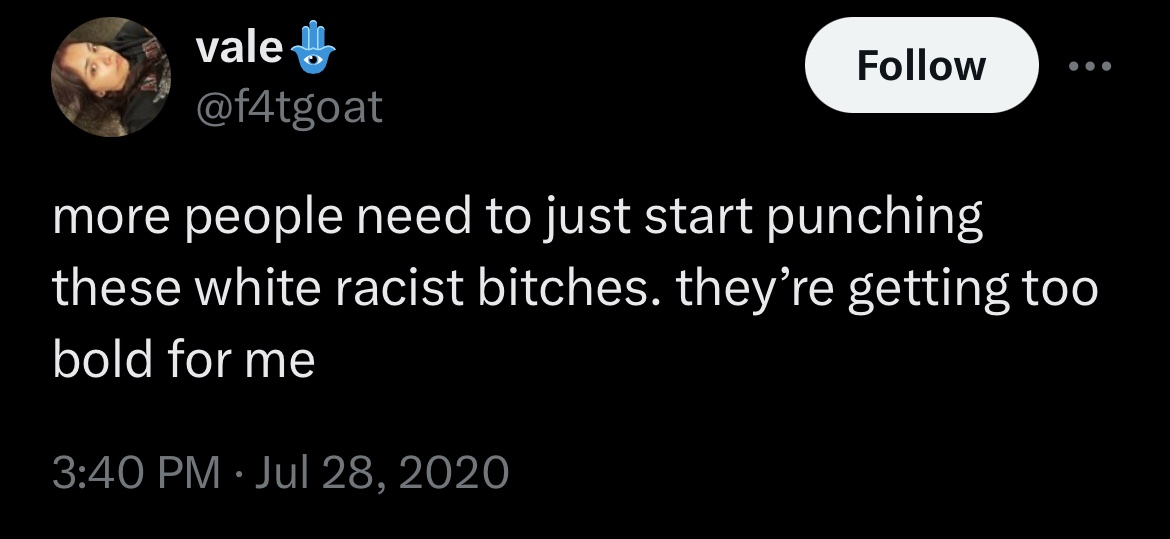 vale🪬
Follow
@f4tgoat
more people need to just start punching
these white racist bitches. they’re getting too
bold for me
3:40 PM · Jul 28, 2020